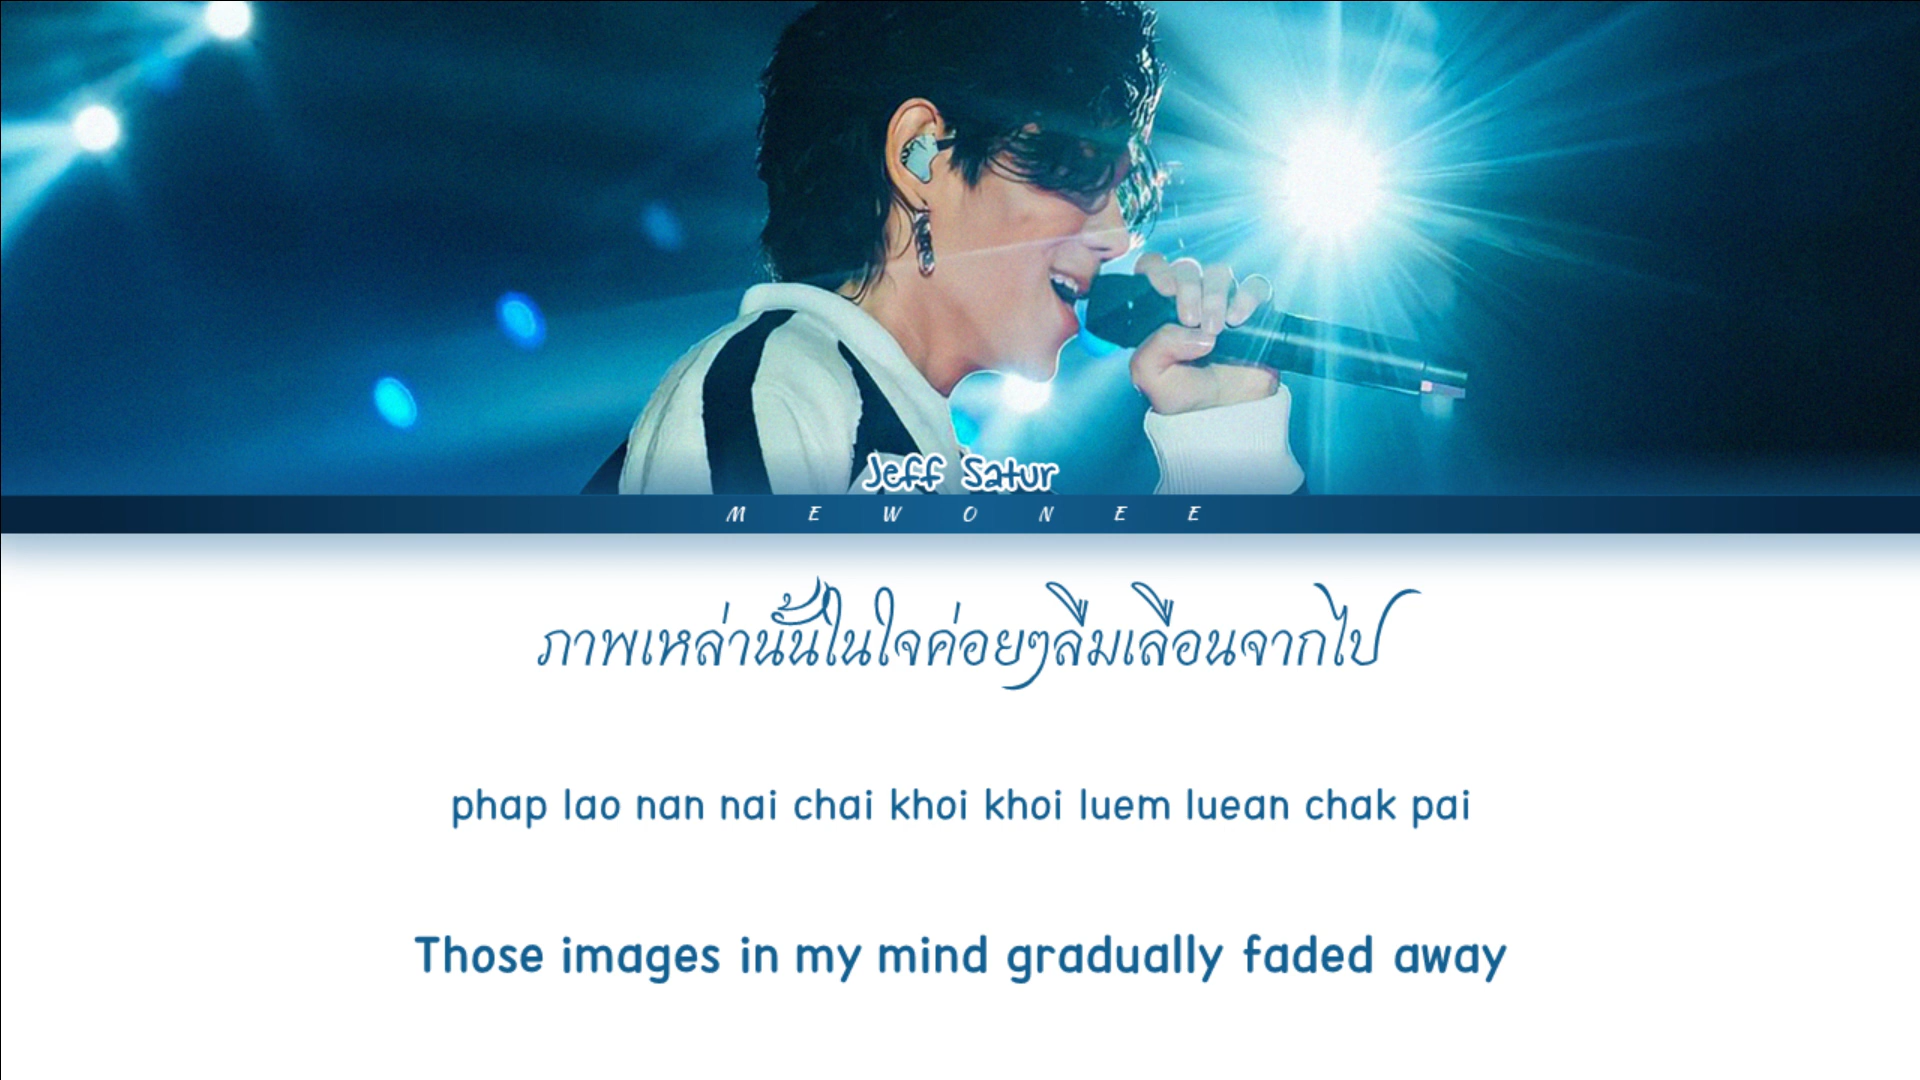 Jeff Satur
MEWONEE
ภาพเหล่านั้นในใจค่อยๆลืมเลือนจากไป
phap lao nan nai chai khoi khoi luem luean chak pai
Those images in my mind gradually faded away